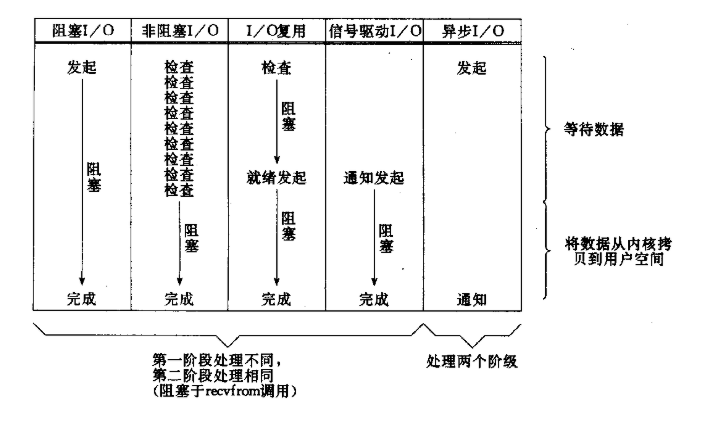 阻塞I/O 非阻塞I/O I/O复用 信号驱动I/O 异步I/O
发起 检查 检查 发起
检查
检查
检查
检查
检查
检查
检查
检查
阻塞
等待数据
阻塞
就绪发起 通知发起
阻塞 阻塞 阻塞
将数据从内核拷
贝到用户空间
完成 完成 完成 完成 通知
第一阶段处理不同，
第二阶段处理相同
(阻塞于recvfrom调用)
处理两个阶级